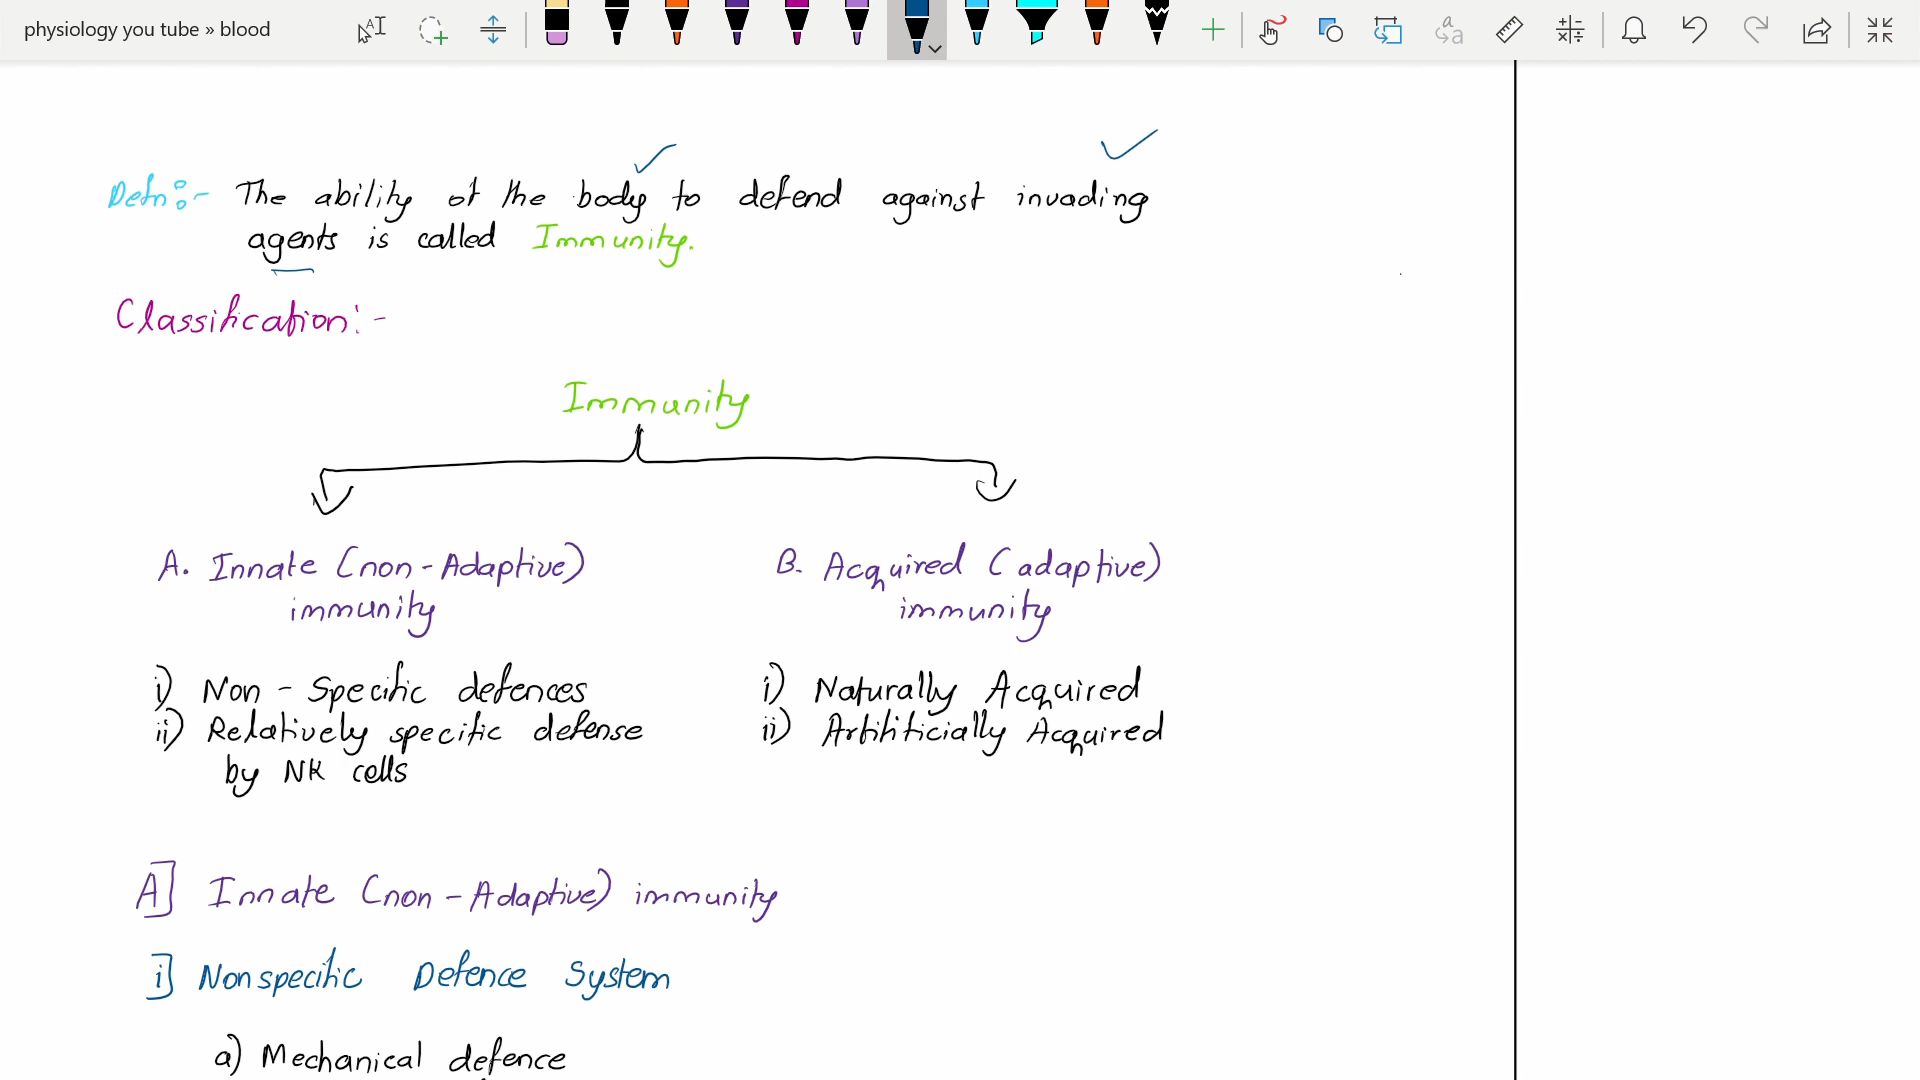 physiology you tube » blood
Defn:- The ability of the body to defend against invading
agents is called Immunity.
Classification:-
Immunity
A. Innate (non-Adaptive)
immunity
B. Acquired (adaptive)
immunity
i) Non-Specific defences
ii) Relatively specific defense
by NK cells
i) Naturally Acquired
ii) Artificially Acquired
A] Innate (non-Adaptive) immunity
i] Nonspecific Defence System
a) Mechanical defence